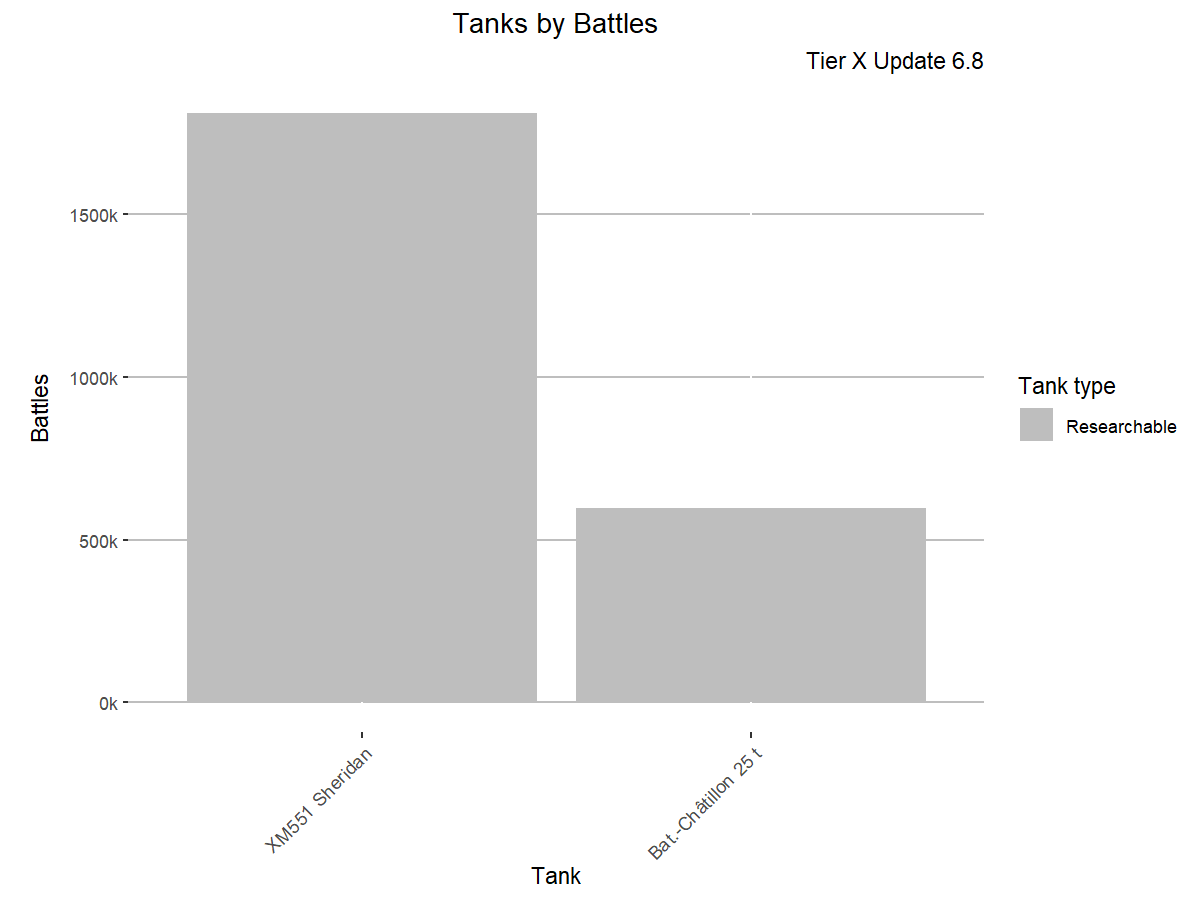 Tanks by Battles
Tier X Update 6.8
Battles
1500k
1000k
500k
0k
XM551 Sheridan
Bat.-Châtillon 25 t
Tank
Tank type
Researchable